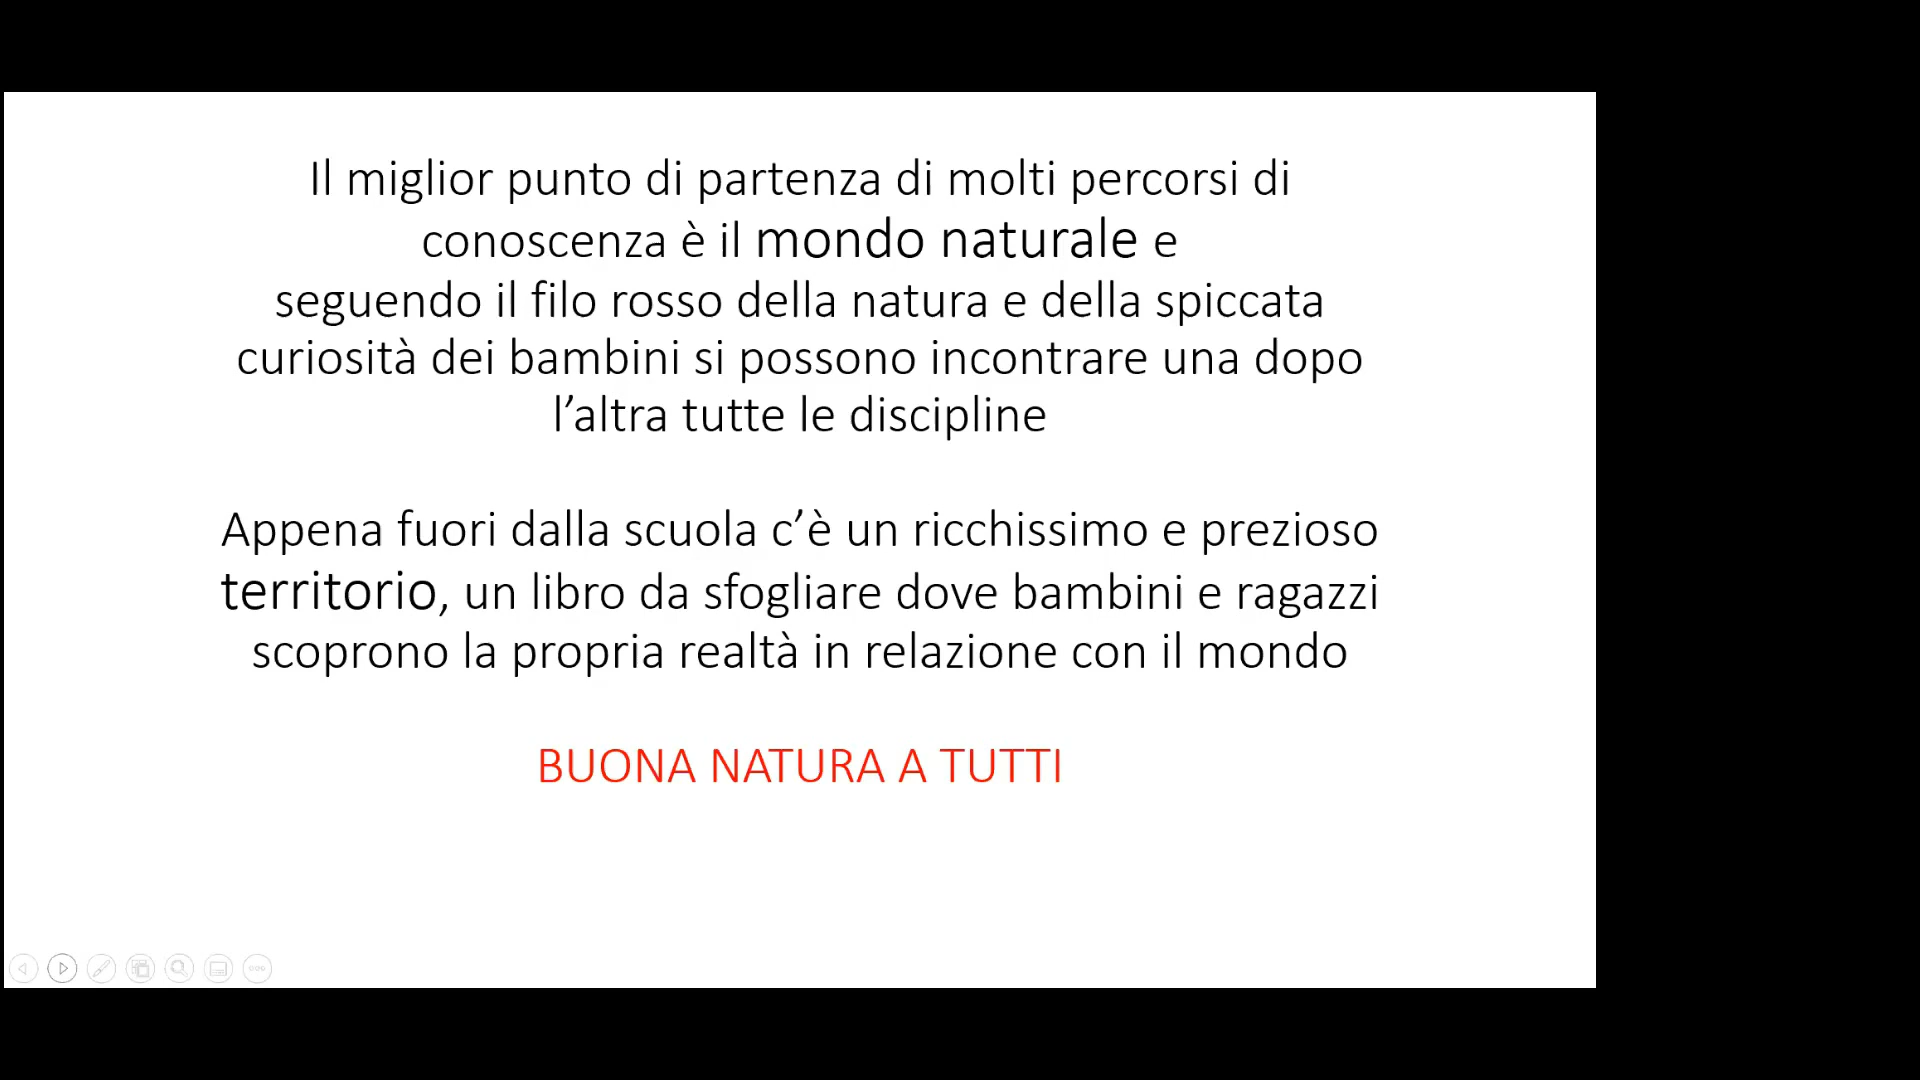 Il miglior punto di partenza di molti percorsi di
conoscenza è il mondo naturale e
seguendo il filo rosso della natura e della spiccata
curiosità dei bambini si possono incontrare una dopo
l’altra tutte le discipline
Appena fuori dalla scuola c’è un ricchissimo e prezioso
territorio, un libro da sfogliare dove bambini e ragazzi
scoprono la propria realtà in relazione con il mondo
BUONA NATURA A TUTTI